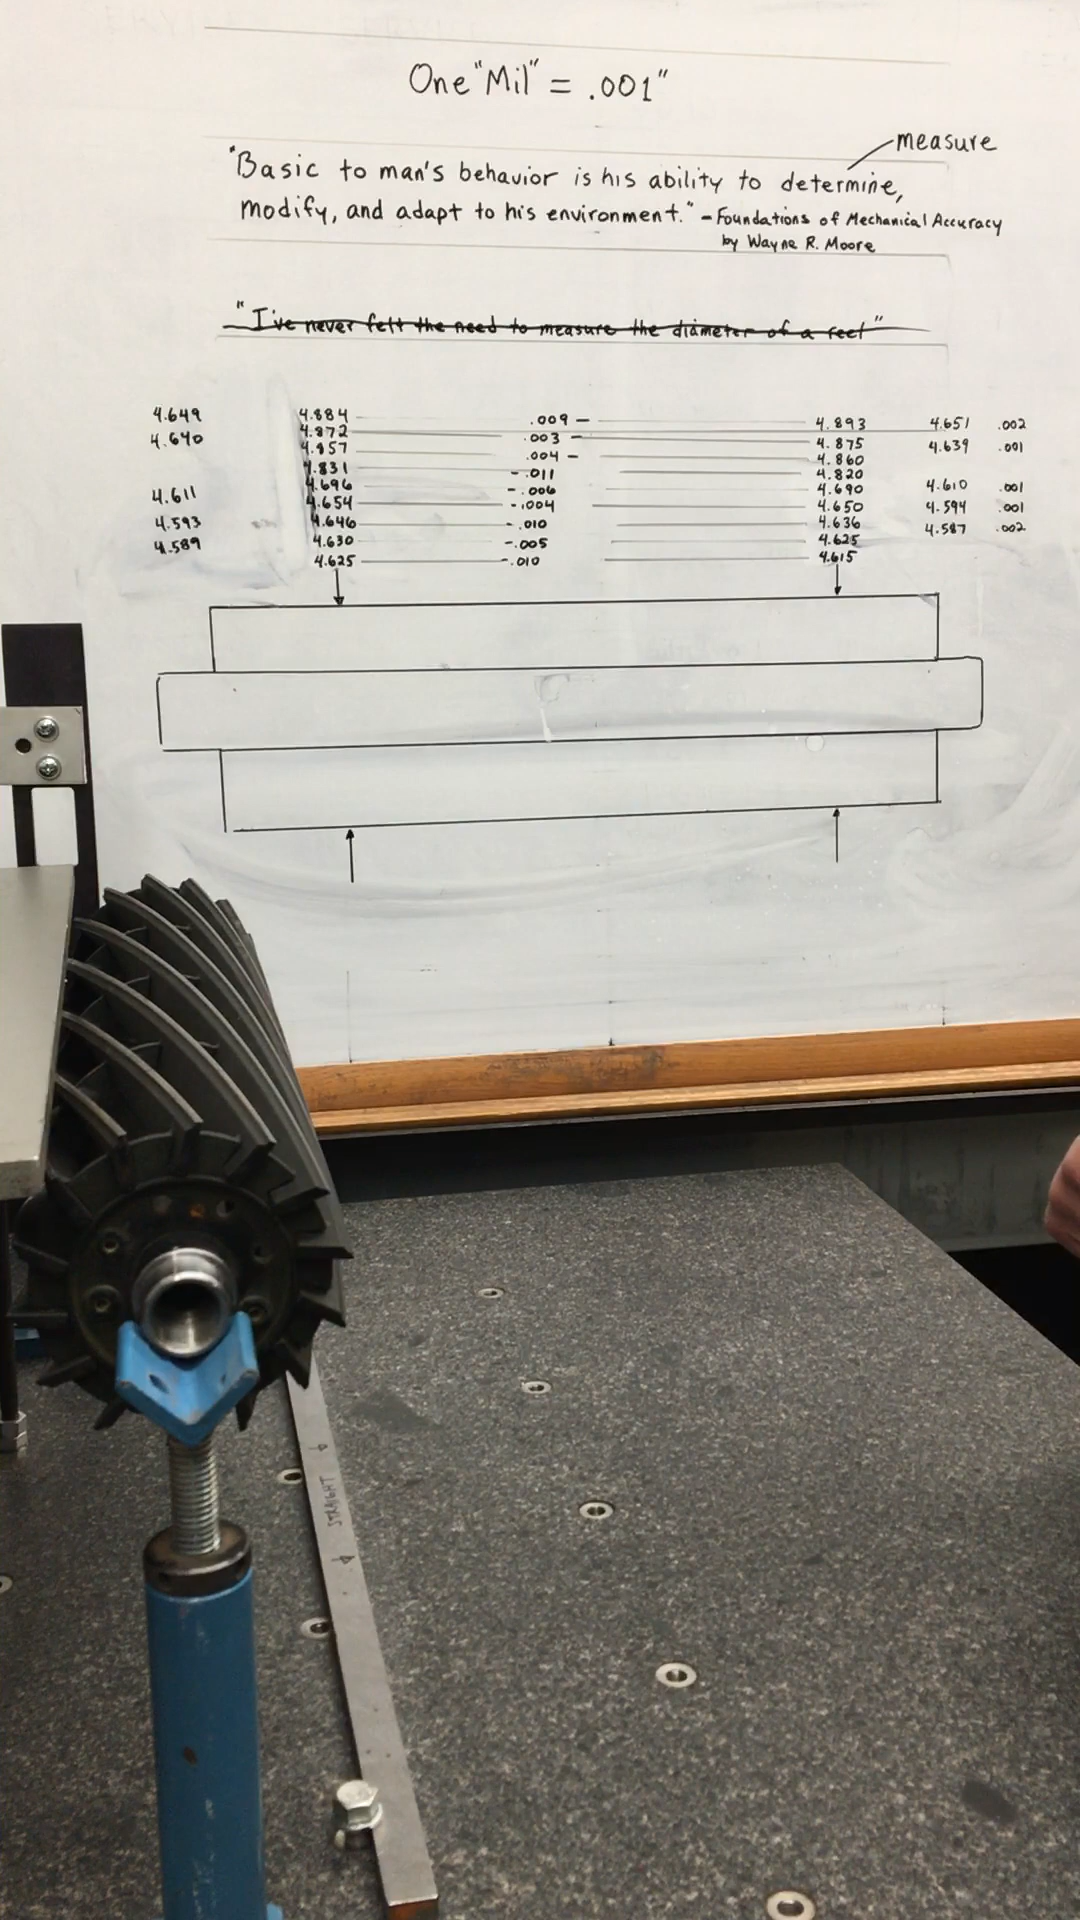 One "Mil" = .001"
measure
"Basic to man's behavior is his ability to determine,
modify, and adapt to his environment." - Foundations of Mechanical Accuracy
by Wayne R. Moore
"I've never felt the need to measure the diameter of a reel"
4.649 4.884 .009 - 4.893 4.651 .002
4.640 4.872 .003 - 4.875 4.639 .001
4.857 .004 - 4.860
4.831 -.011 4.820
4.611 4.696 -.006 4.690 4.610 .001
4.654 -.004 4.650 4.594 .001
4.593 4.646 -.010 4.636 4.587 .002
4.589 4.630 -.005 4.625
4.625 -.010 4.615
STRAIGHT